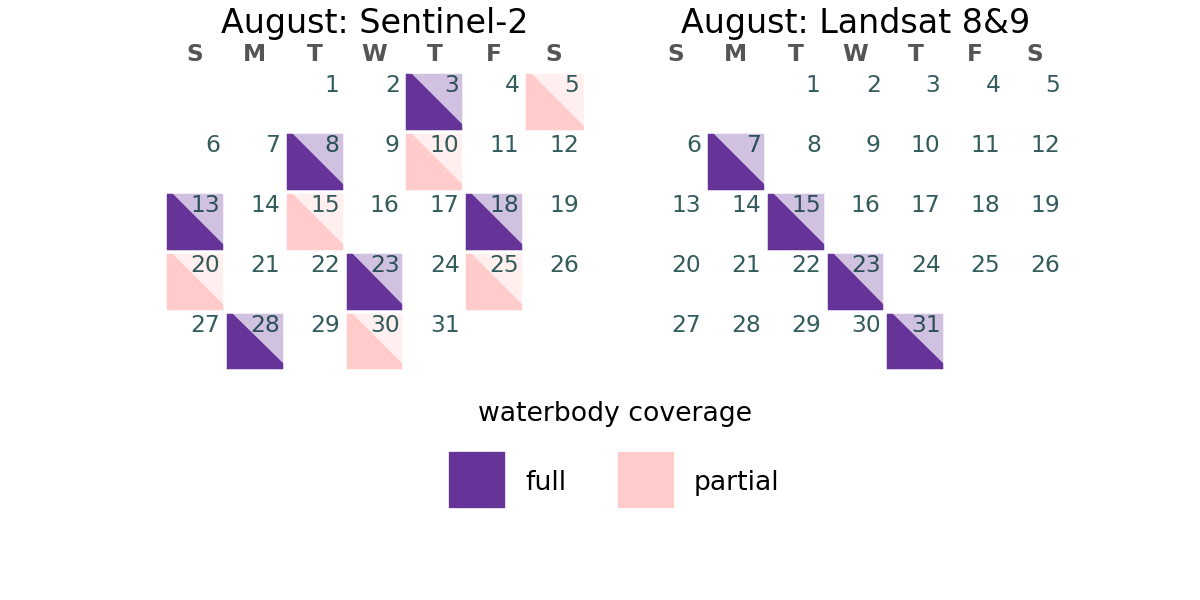 August: Sentinel-2
S M T W T F S
1 2 3 4 5
6 7 8 9 10 11 12
13 14 15 16 17 18 19
20 21 22 23 24 25 26
27 28 29 30 31
August: Landsat 8&9
S M T W T F S
1 2 3 4 5
6 7 8 9 10 11 12
13 14 15 16 17 18 19
20 21 22 23 24 25 26
27 28 29 30 31
waterbody coverage
full partial